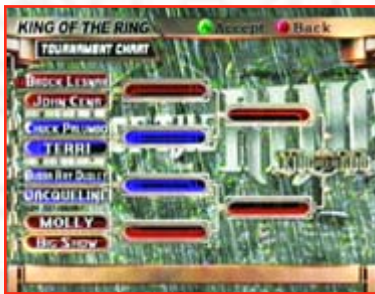 KING OF THE RING
Accept Back
TOURNAMENT CHART
BROCK LESNAR
JOHN CENA
CHUCK PALUMBO
TERRI
BUBBA RAY DUDLEY
JACQUELINE
MOLLY
BIG SHOW